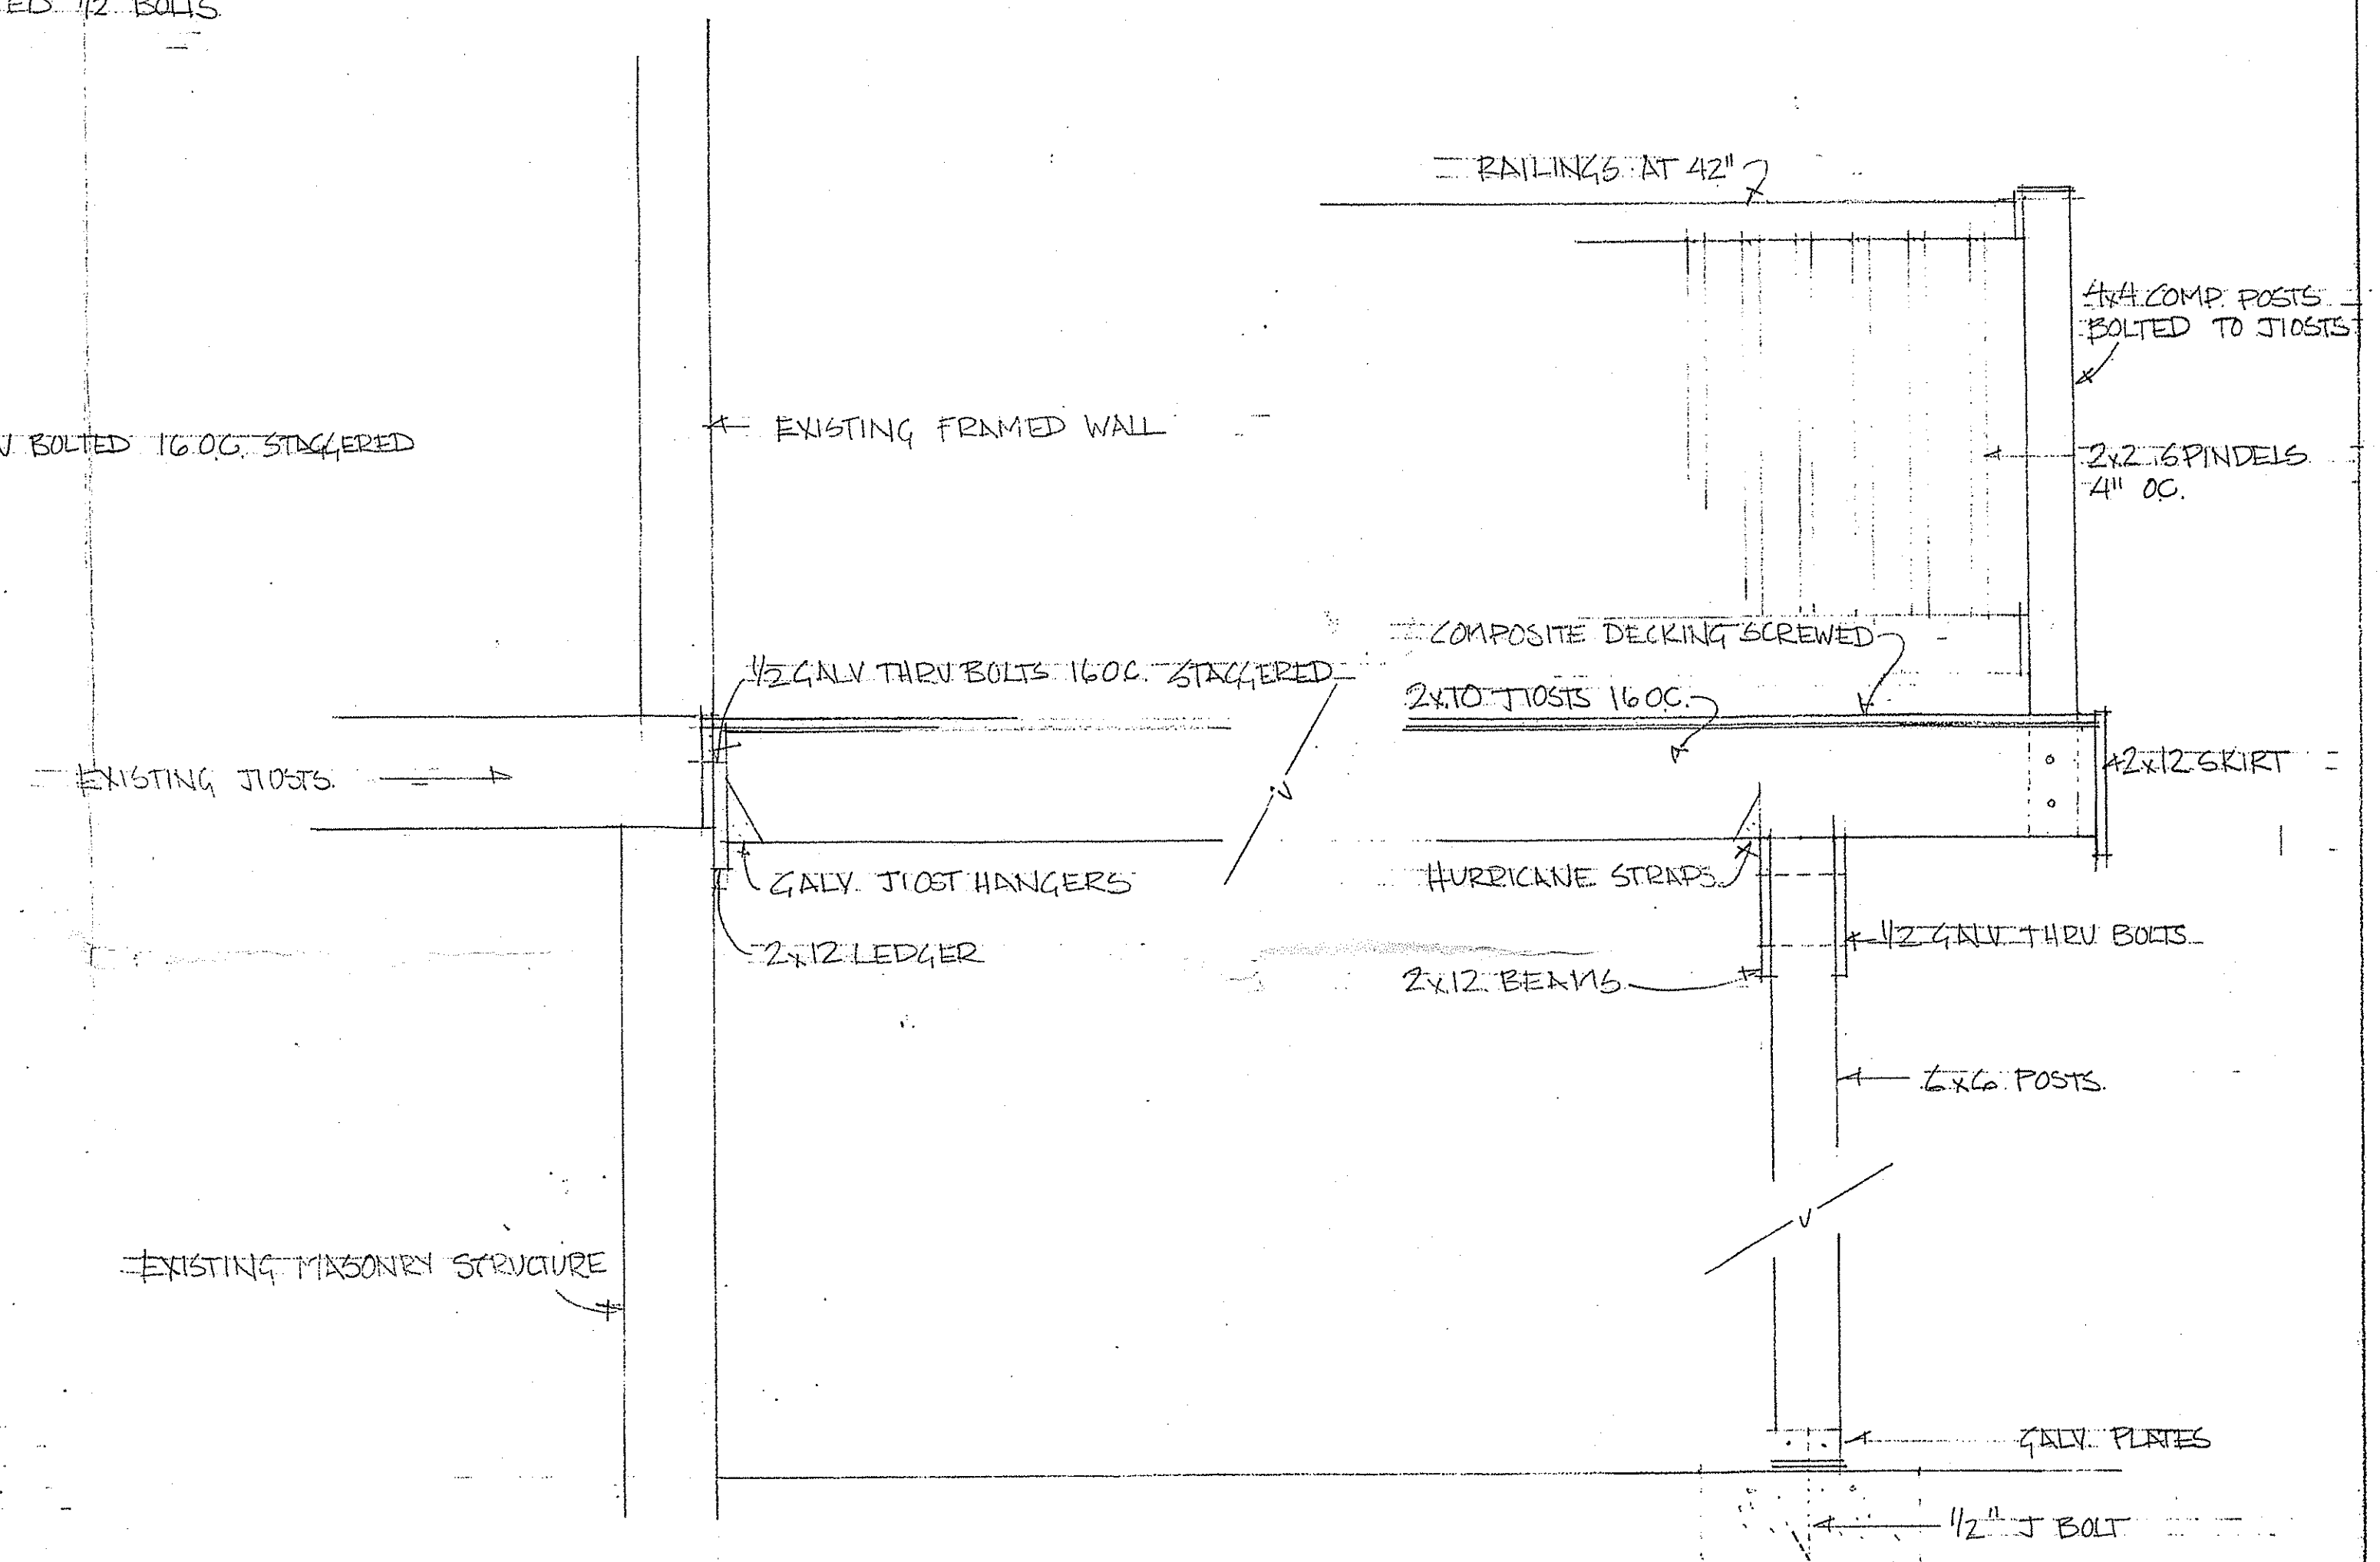 1/2 BOLTS.
RAILINGS AT 42"
4x4 COMP. POSTS
BOLTED TO JIOSTS
EXISTING FRAMED WALL
BOLTED 16 O.C. STAGGERED
2x2 SPINDELS
4" O.C.
COMPOSITE DECKING SCREWED
1/2 GALV THRU BOLTS 16 O.C. STAGGERED
2x10 JIOSTS 16 O.C.
EXISTING JIOSTS.
2x12 SKIRT
GALV. JIOST HANGERS
HURRICANE STRAPS
2x12 LEDGER
1/2 GALV. THRU BOLTS
2x12 BEAMS
6x6 POSTS.
EXISTING MASONRY STRUCTURE
GALV. PLATES
1/2" J BOLT